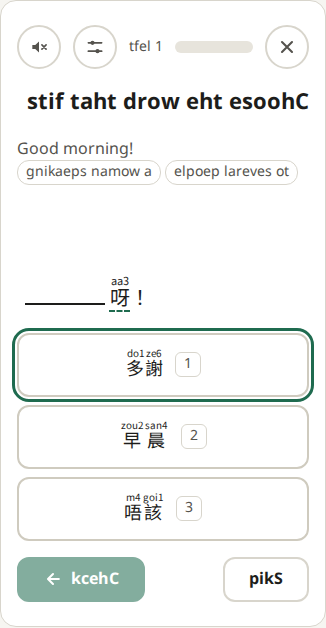 tfel 1
stif taht drow eht esoohC
Good morning!
gnikaeps namow a
elpoep lareves ot
aa3
呀 !
do1 ze6
多謝 1
zou2 san4
早晨 2
m4 goi1
唔該 3
← kcehC
pikS